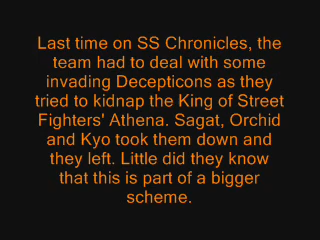 Last time on SS Chronicles, the
team had to deal with some
invading Decepticons as they
tried to kidnap the King of Street
Fighters' Athena. Sagat, Orchid
and Kyo took them down and
they left. Little did they know
that this is part of a bigger
scheme.